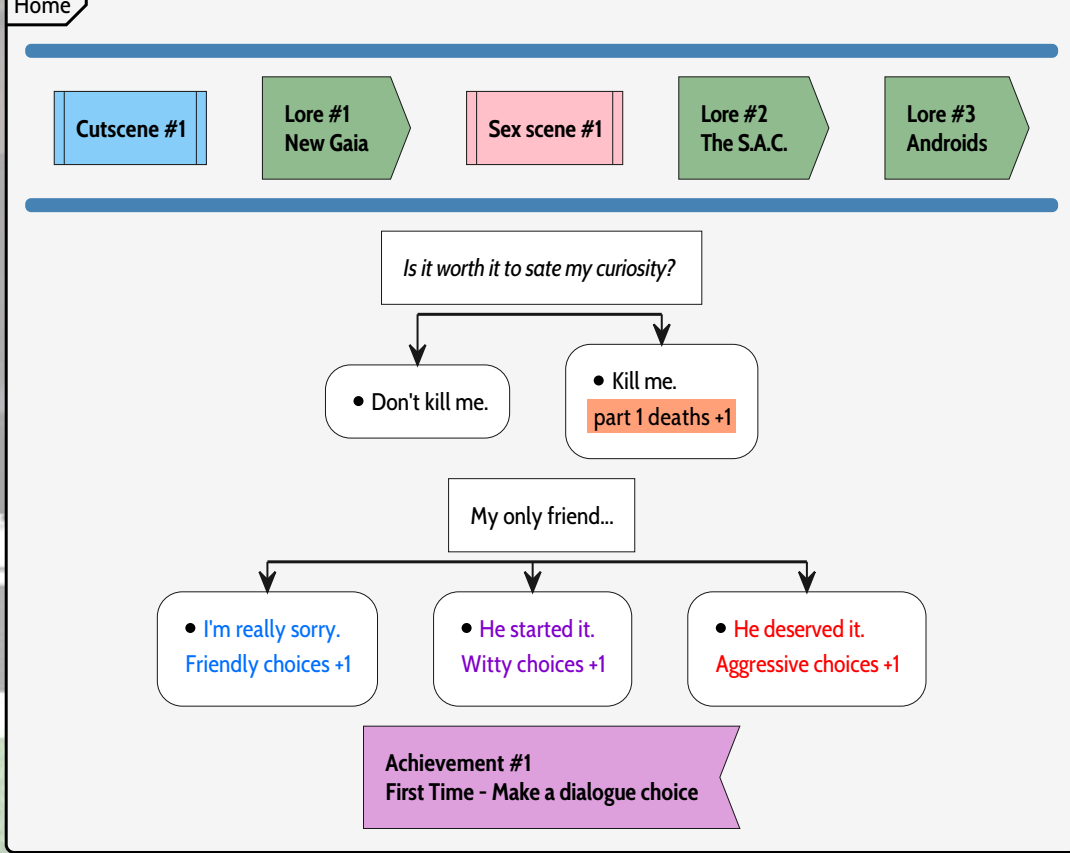 Home
Cutscene #1
Lore #1
New Gaia
Sex scene #1
Lore #2
The S.A.C.
Lore #3
Androids
Is it worth it to sate my curiosity?
• Don't kill me.
• Kill me.
part 1 deaths +1
My only friend...
• I'm really sorry.
Friendly choices +1
• He started it.
Witty choices +1
• He deserved it.
Aggressive choices +1
Achievement #1
First Time - Make a dialogue choice